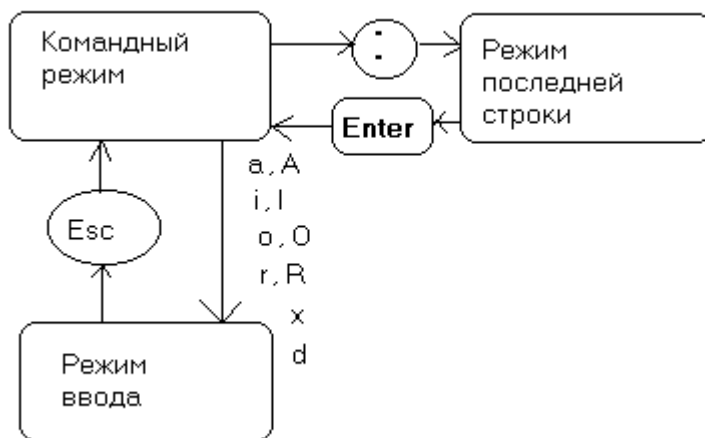 Командный
режим
:
Режим
последней
строки
Enter
a, A
i, I
o, O
r, R
x
d
Esc
Режим
ввода